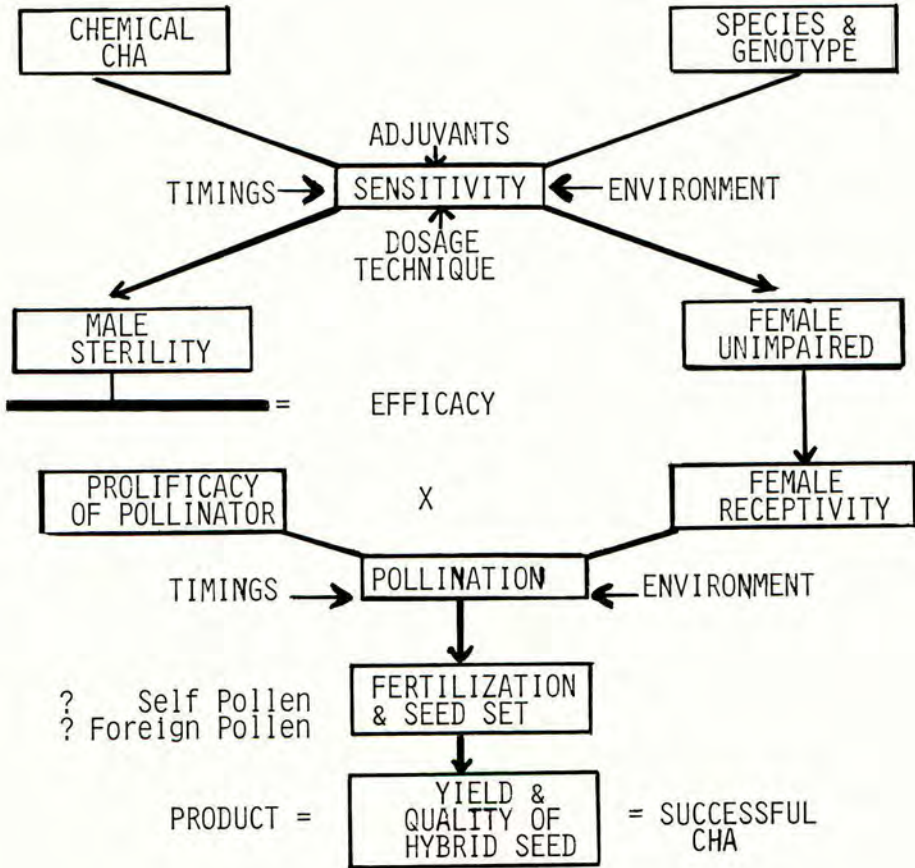 CHEMICAL
CHA
SPECIES &
GENOTYPE
ADJUVANTS
TIMINGS
SENSITIVITY
ENVIRONMENT
DOSAGE
TECHNIQUE
MALE
STERILITY
FEMALE
UNIMPAIRED
= EFFICACY
PROLIFICACY
OF POLLINATOR
X
FEMALE
RECEPTIVITY
POLLINATION
TIMINGS
ENVIRONMENT
? Self Pollen
? Foreign Pollen
FERTILIZATION
& SEED SET
PRODUCT =
YIELD &
QUALITY OF
HYBRID SEED
= SUCCESSFUL
CHA